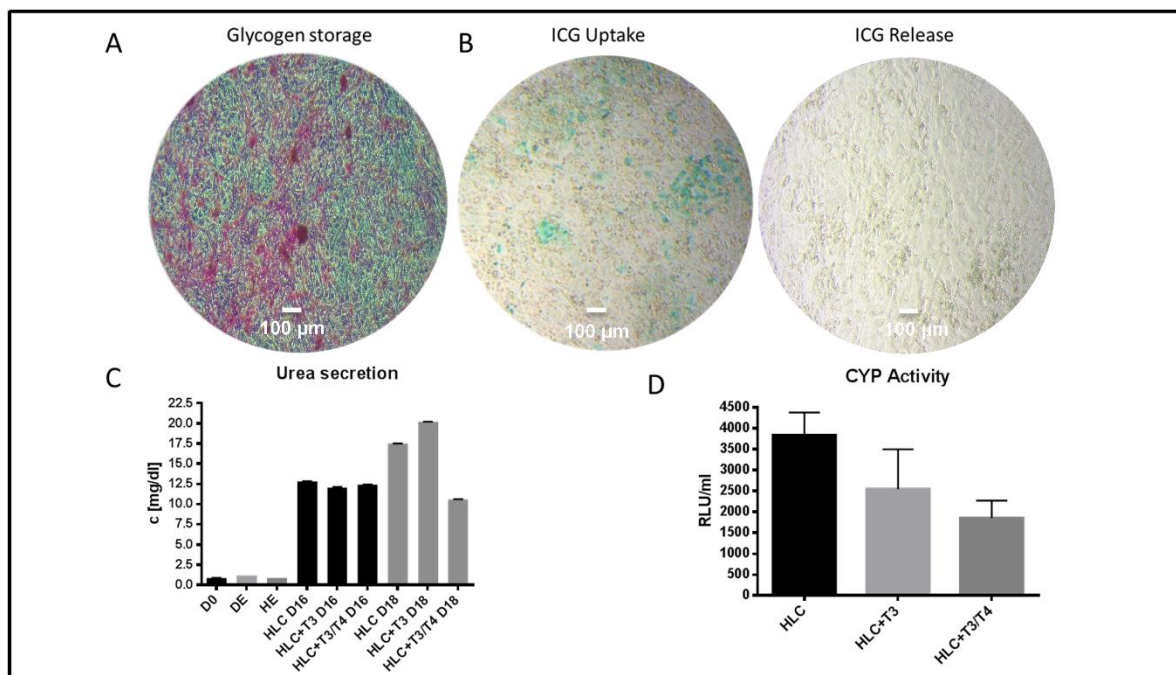 A
Glycogen storage
B
ICG Uptake
ICG Release
100 µm
100 µm
100 µm
C
Urea secretion
22.5
20.0
17.5
15.0
12.5
10.0
7.5
5.0
2.5
0.0
c [mg/dl]
D0
DE
HE
HLC D16
HLC+T3 D16
HLC+T3/T4 D16
HLC D18
HLC+T3 D18
HLC+T3/T4 D18
D
CYP Activity
4500
4000
3500
3000
2500
2000
1500
1000
500
0
RLU/ml
HLC
HLC+T3
HLC+T3/T4